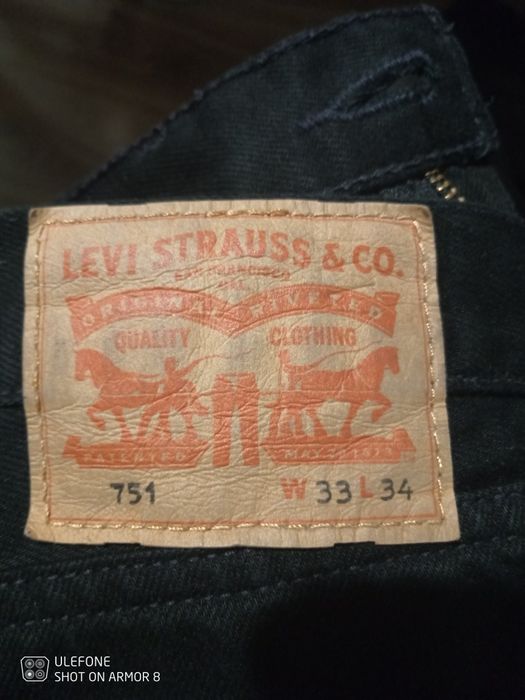 LEVI STRAUSS & CO.
SAN FRANCISCO
CAL.
ORIGINAL RIVETED
QUALITY CLOTHING
PATENTED MAY 1873
751 W 33 L 34
ULEFONE
SHOT ON ARMOR 8